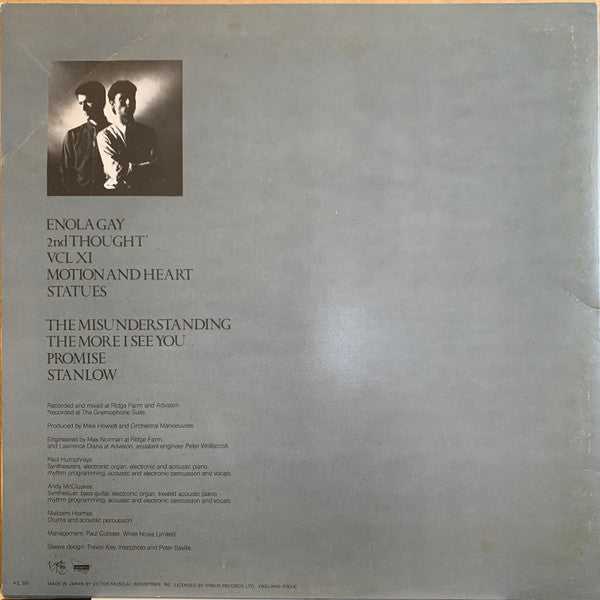 ENOLA GAY
2nd THOUGHT*
VCL XI
MOTION AND HEART
STATUES
THE MISUNDERSTANDING
THE MORE I SEE YOU
PROMISE
STANLOW
Recorded and mixed at Ridge Farm and Advision.
*recorded at The Gramophone Suite.
Produced by Mike Howlett and Orchestral Manoeuvres.
Engineered by Max Norman at Ridge Farm,
and Lawrence Diana at Advision, assistant engineer Peter Woolliscroft
Paul Humphreys
Synthesizers, electronic organ, electronic and acoustic piano,
rhythm programming, acoustic and electronic percussion and vocals.
Andy McCluskey
Synthesizer, bass guitar, electronic organ, treated acoustic piano,
rhythm programming, acoustic and electronic percussion and vocals.
Malcolm Holmes
Drums and acoustic percussion.
Management: Paul Collister, White Noise Limited.
Sleeve design: Trevor Key, Interphoto and Peter Saville.
Virgin
MADE IN JAPAN BY VICTOR MUSICAL INDUSTRIES, INC. LICENSED BY VIRGIN RECORDS LTD., ENGLAND